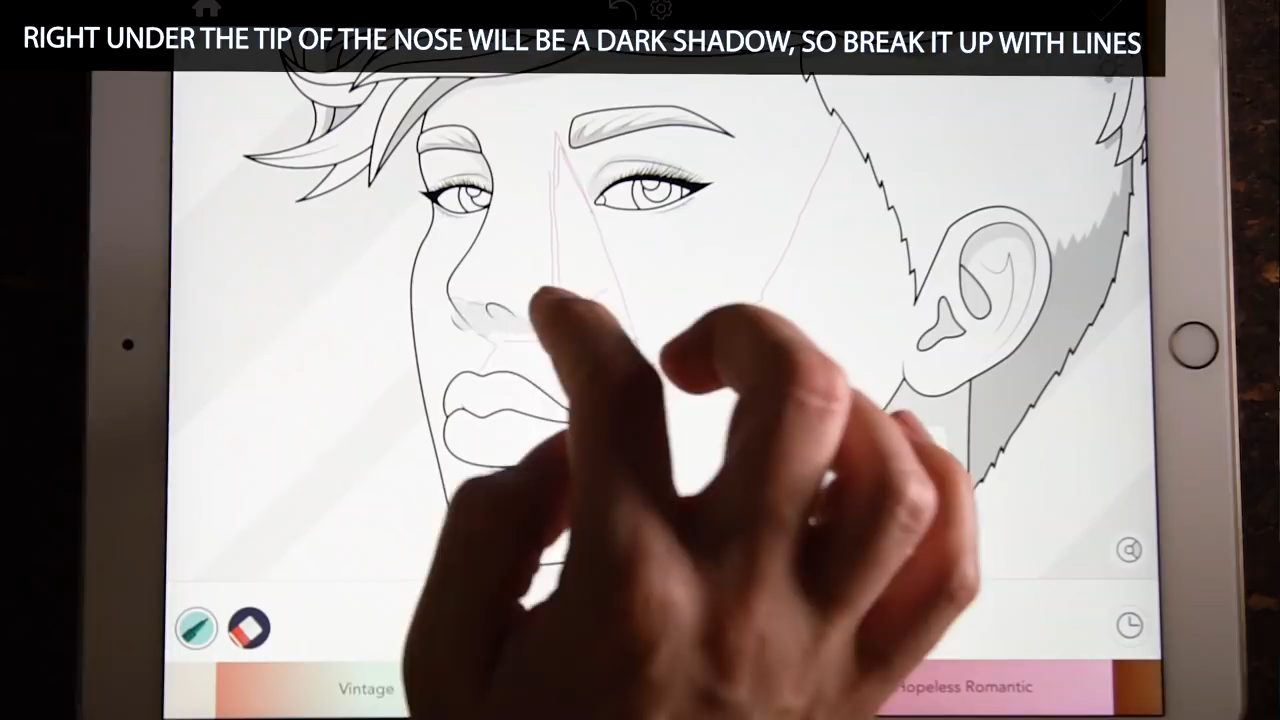 RIGHT UNDER THE TIP OF THE NOSE WILL BE A DARK SHADOW, SO BREAK IT UP WITH LINES
Vintage
Hopeless Romantic